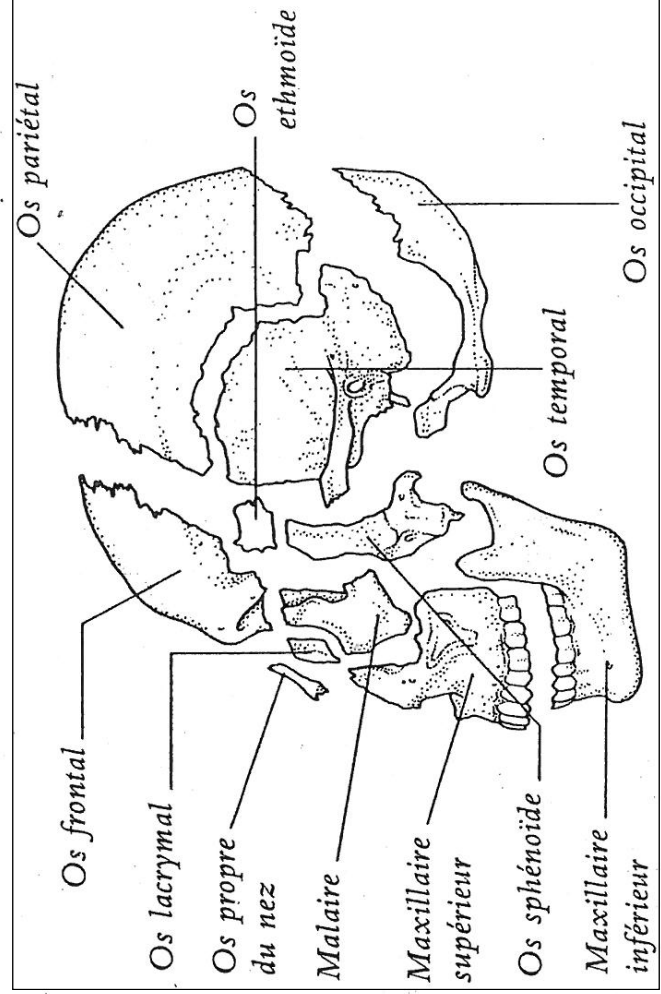 Os pariétal
Os frontal
Os
ethmoïde
Os lacrymal
Os propre
du nez
Malaire
Maxillaire
supérieur
Os sphénoïde
Maxillaire
inférieur
Os temporal
Os occipital